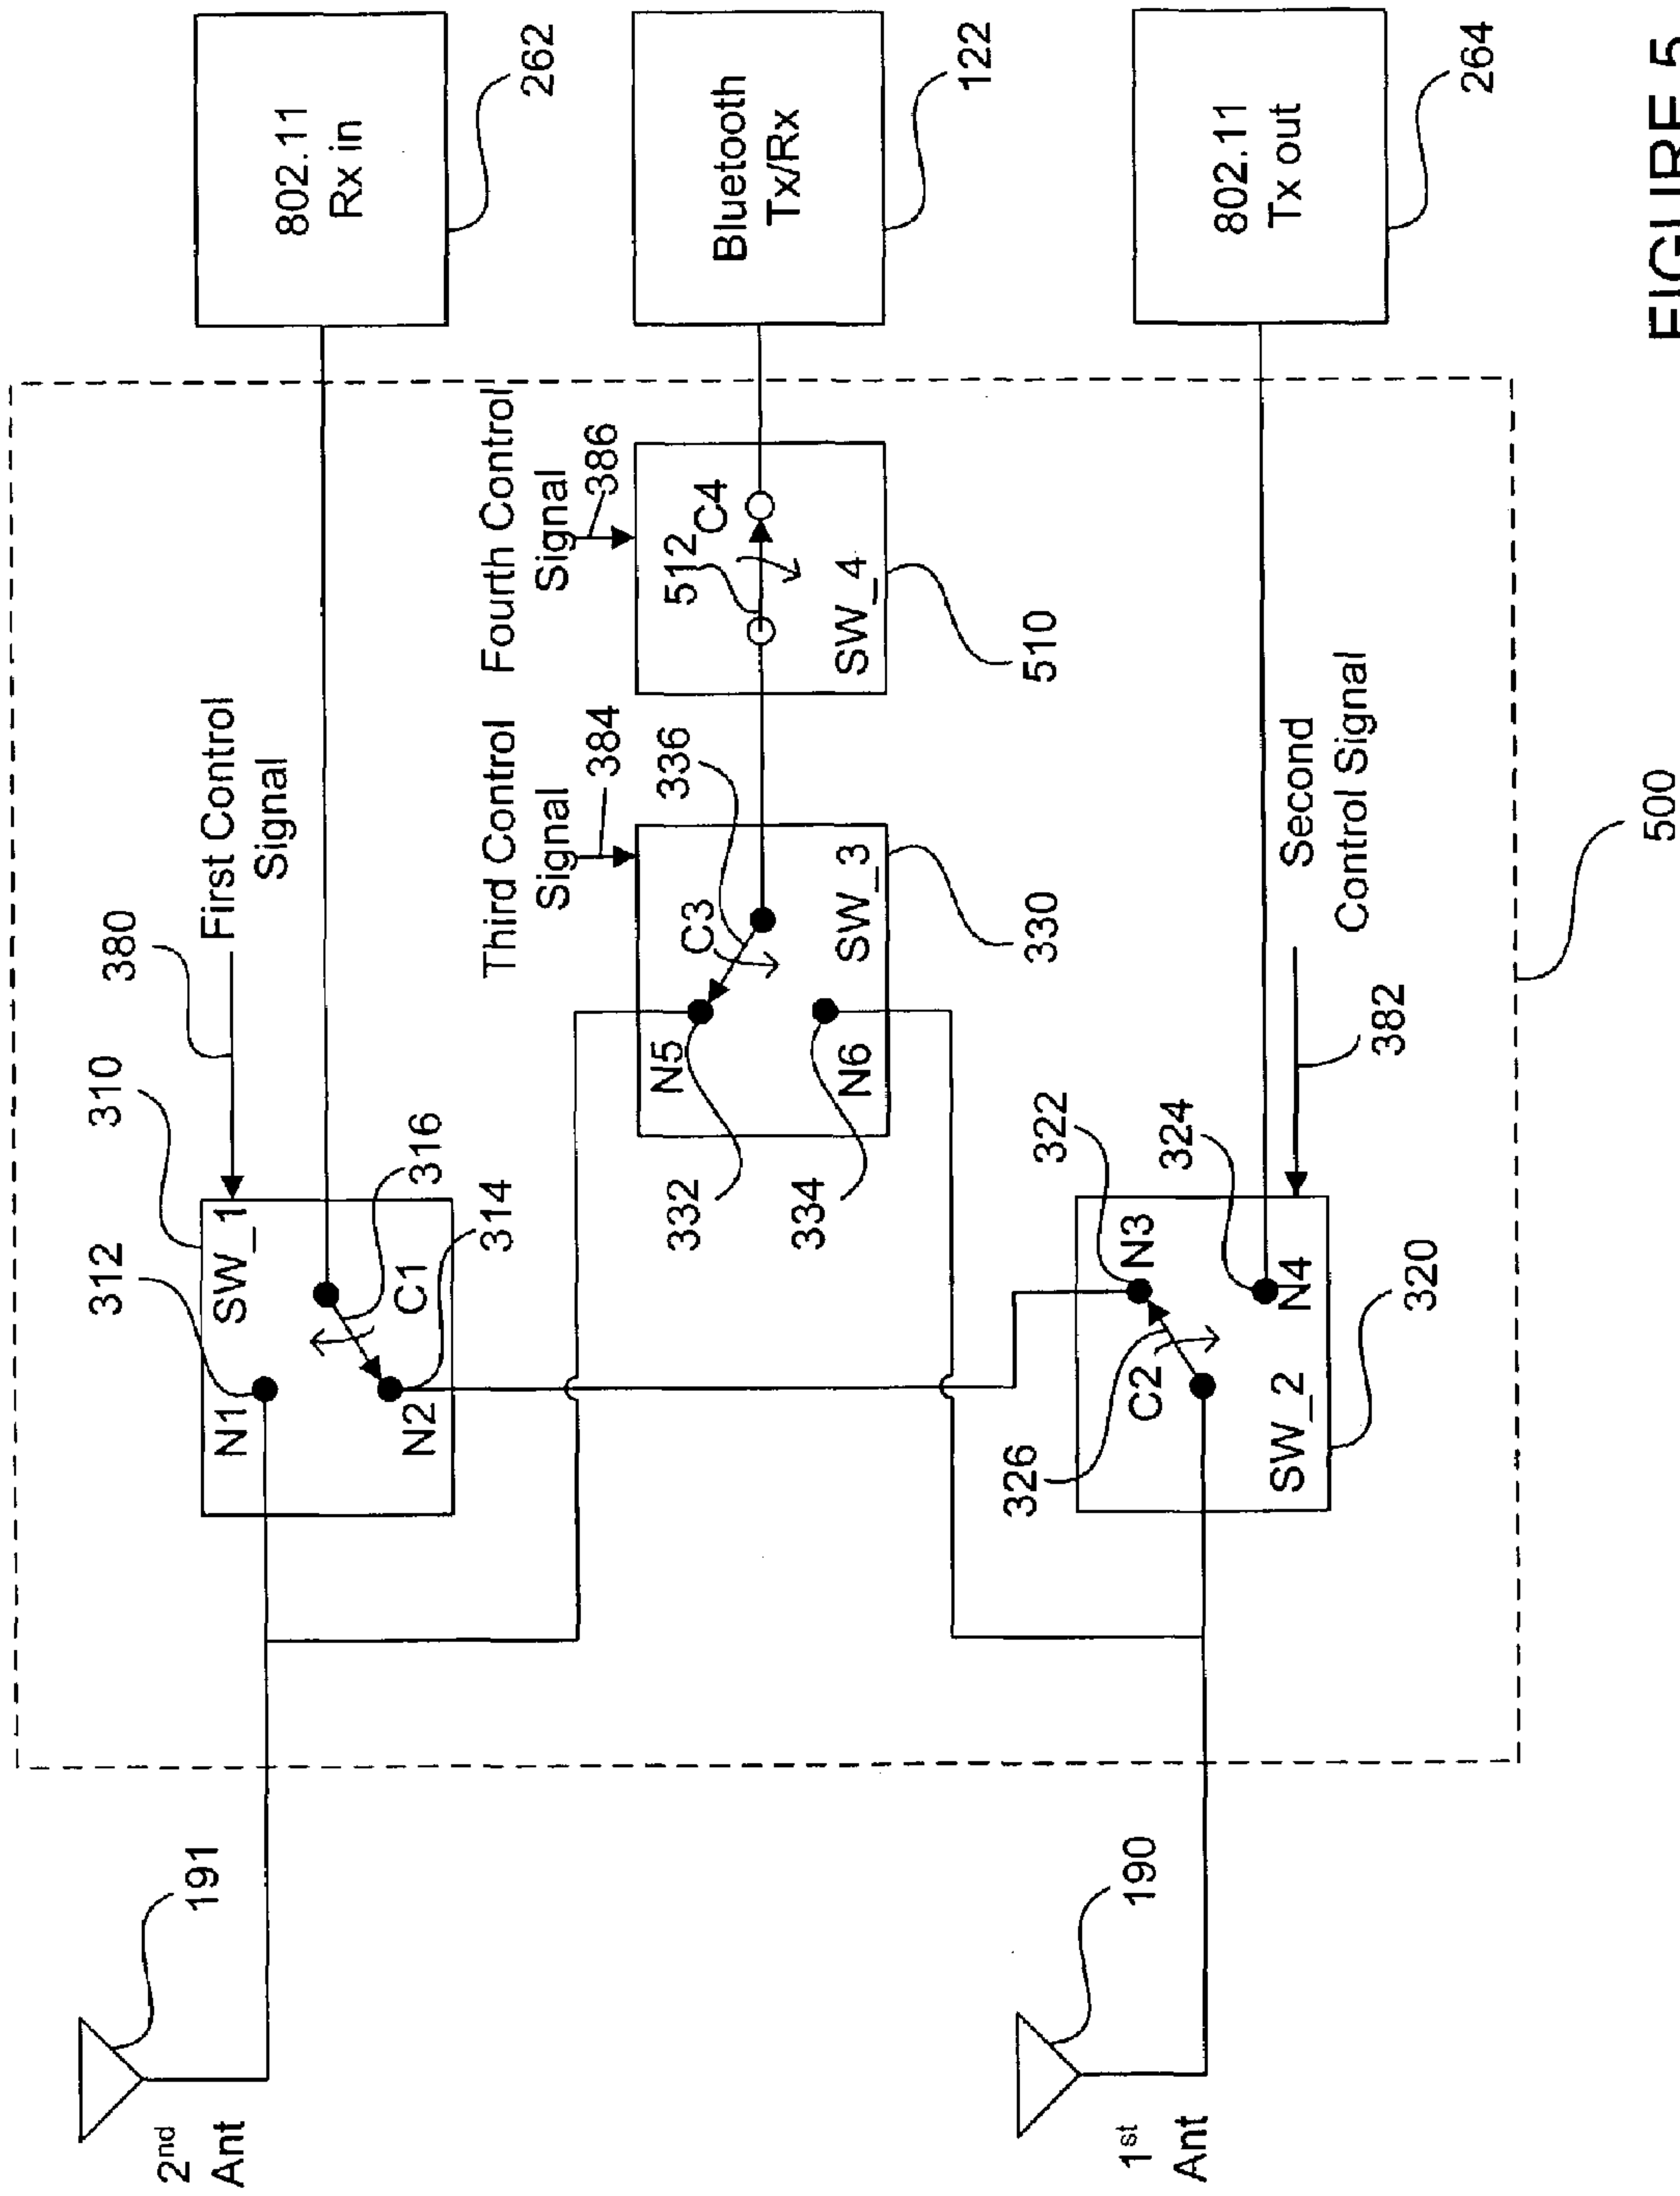 2nd
Ant
191
1st
Ant
190
312
310
380
First Control
Signal
N1
SW_1
N2
C1
316
314
802.11
Rx in
262
Third Control
Signal
384
336
Fourth Control
Signal
386
N5
C3
N6
SW_3
332
334
330
512
C4
SW_4
510
Bluetooth
Tx/Rx
122
326
322
324
C2
N3
N4
SW_2
320
Second
Control Signal
382
802.11
Tx out
264
500
FIGURE 5